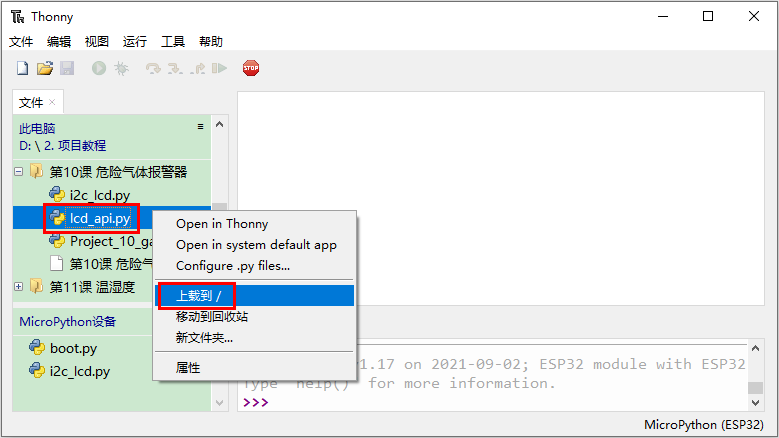 Thonny
文件 编辑 视图 运行 工具 帮助
STOP
文件 ×
此电脑
D: \ 2. 项目教程
第10课 危险气体报警器
i2c_lcd.py
lcd_api.py
Project_10_ga
第10课 危险气
第11课 温湿度
MicroPython设备
boot.py
i2c_lcd.py
Open in Thonny
Open in system default app
Configure .py files...
上载到 /
移动到回收站
新文件夹...
属性
1.17 on 2021-09-02; ESP32 module with ESP32
Type "help()" for more information.
>>>
MicroPython (ESP32)